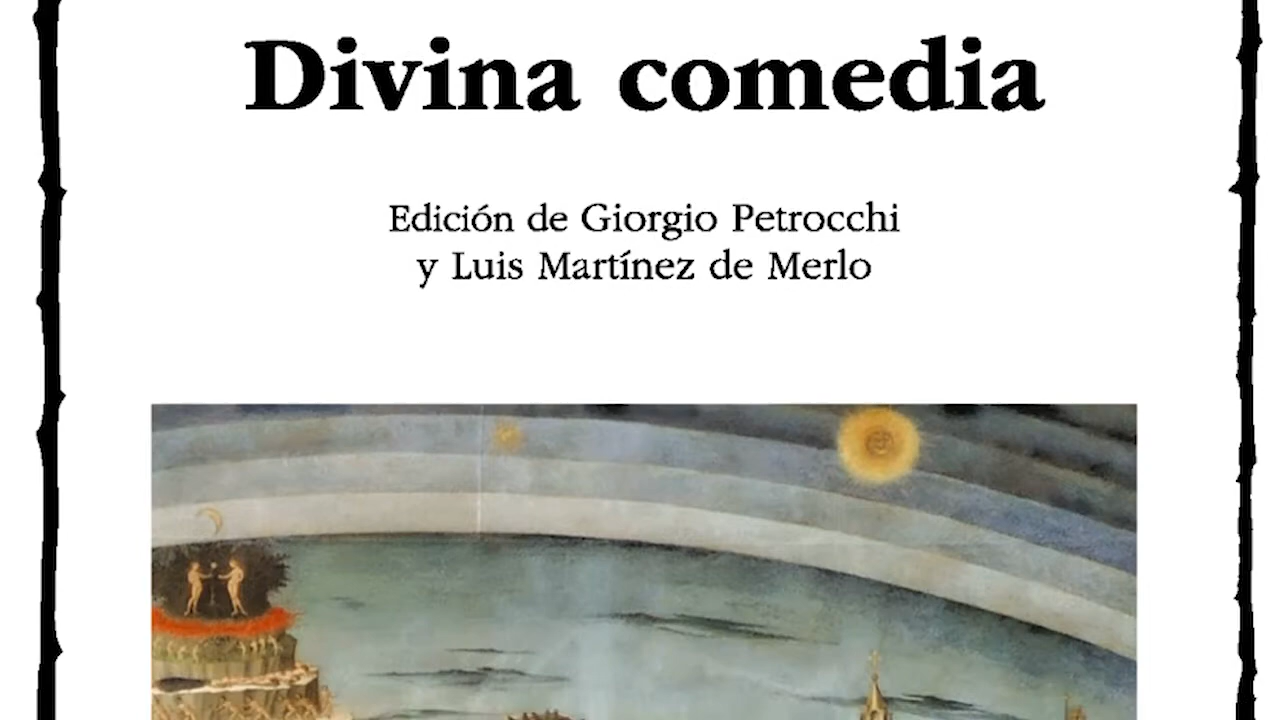 Divina comedia
Edición de Giorgio Petrocchi
y Luis Martínez de Merlo